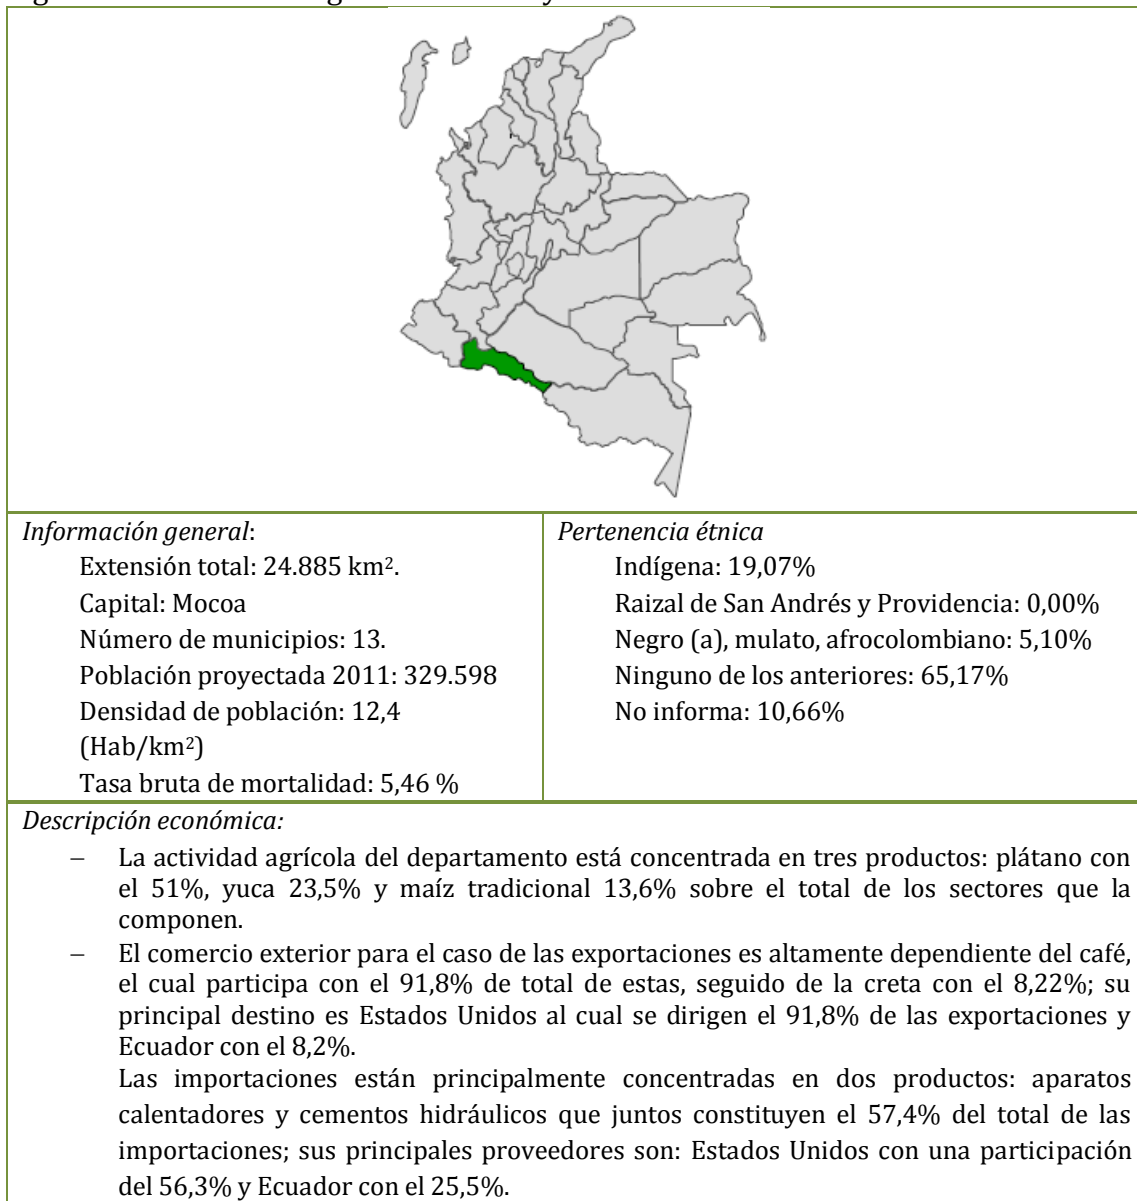 Información general:
Extensión total: 24.885 km².
Capital: Mocoa
Número de municipios: 13.
Población proyectada 2011: 329.598
Densidad de población: 12,4
(Hab/km²)
Tasa bruta de mortalidad: 5,46 %
Pertenencia étnica
Indígena: 19,07%
Raizal de San Andrés y Providencia: 0,00%
Negro (a), mulato, afrocolombiano: 5,10%
Ninguno de los anteriores: 65,17%
No informa: 10,66%
Descripción económica:
– La actividad agrícola del departamento está concentrada en tres productos: plátano con
el 51%, yuca 23,5% y maíz tradicional 13,6% sobre el total de los sectores que la
componen.
– El comercio exterior para el caso de las exportaciones es altamente dependiente del café,
el cual participa con el 91,8% de total de estas, seguido de la creta con el 8,22%; su
principal destino es Estados Unidos al cual se dirigen el 91,8% de las exportaciones y
Ecuador con el 8,2%.
Las importaciones están principalmente concentradas en dos productos: aparatos
calentadores y cementos hidráulicos que juntos constituyen el 57,4% del total de las
importaciones; sus principales proveedores son: Estados Unidos con una participación
del 56,3% y Ecuador con el 25,5%.